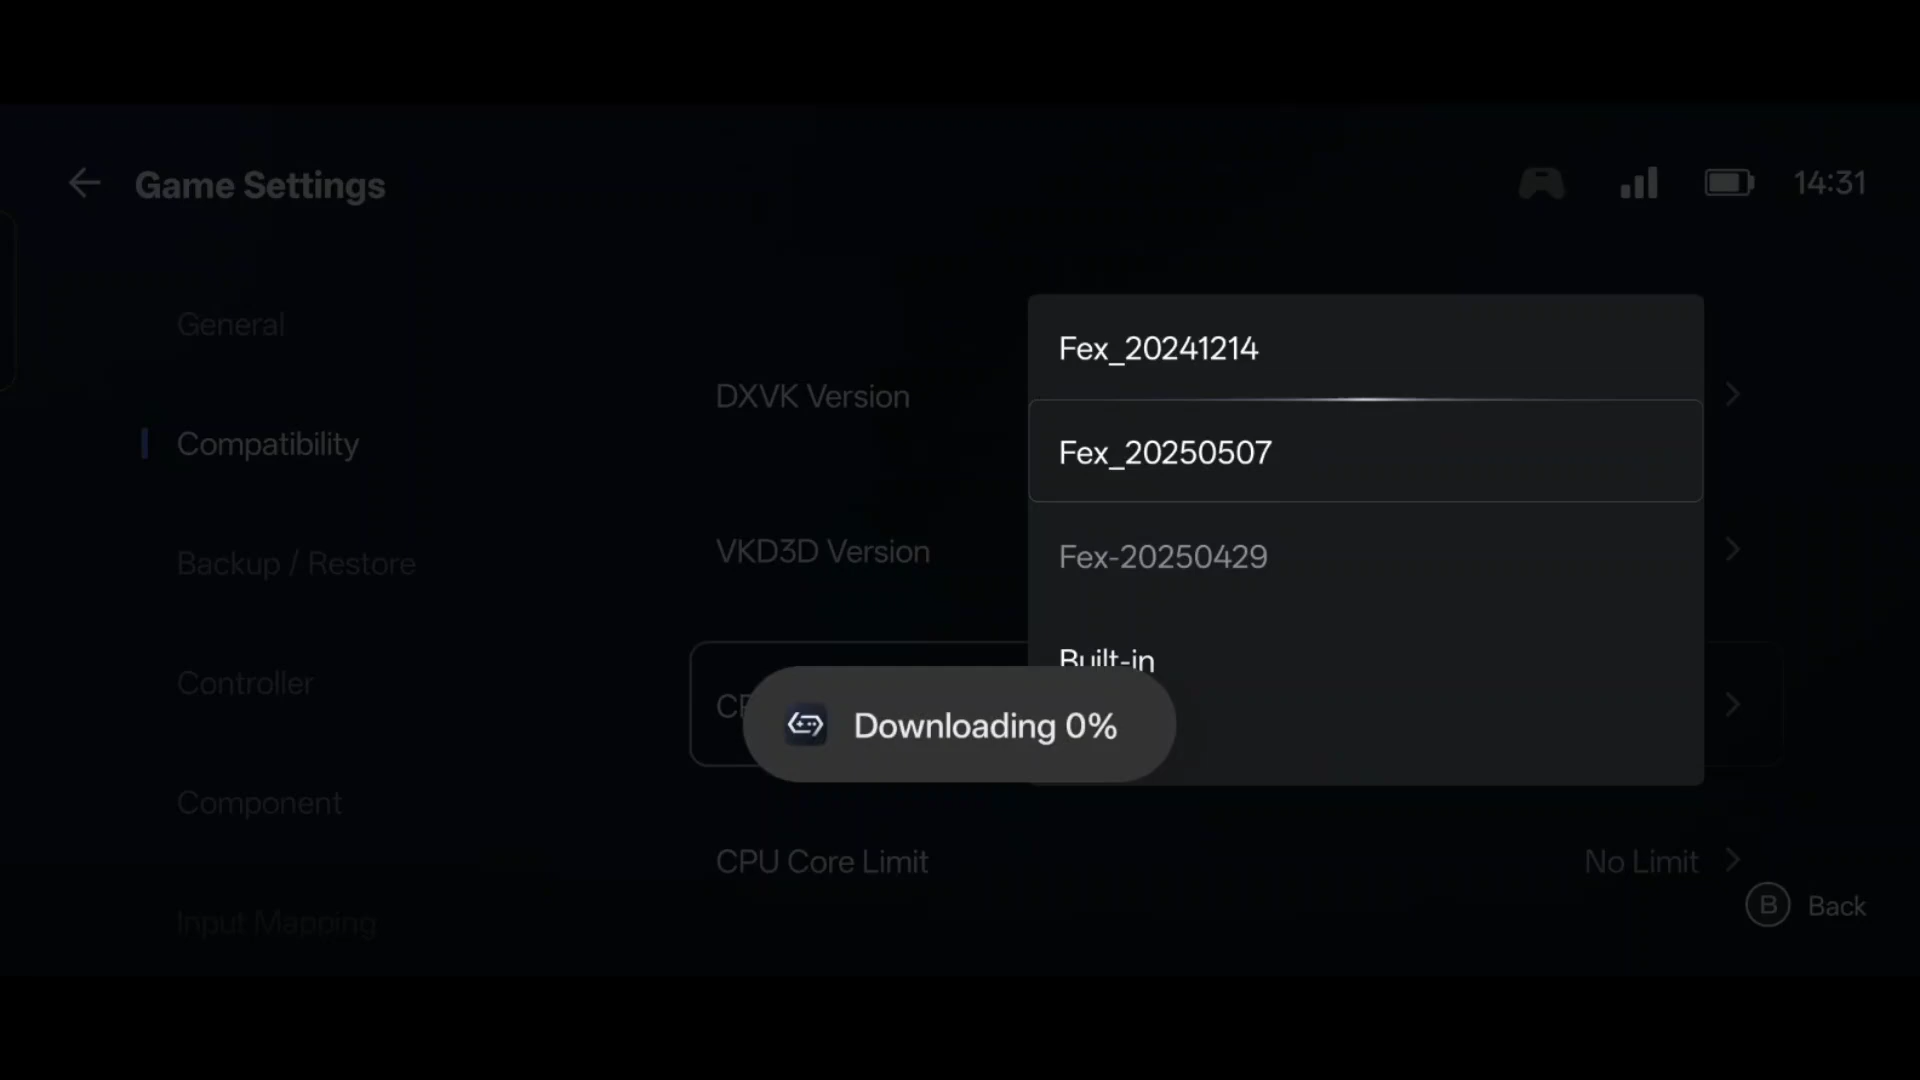 Game Settings
14:31
General
Compatibility
Backup / Restore
Controller
Component
Input Mapping
DXVK Version
VKD3D Version
CPU Core Limit
No Limit
Fex_20241214
Fex_20250507
Fex-20250429
Built-in
Downloading 0%
B Back